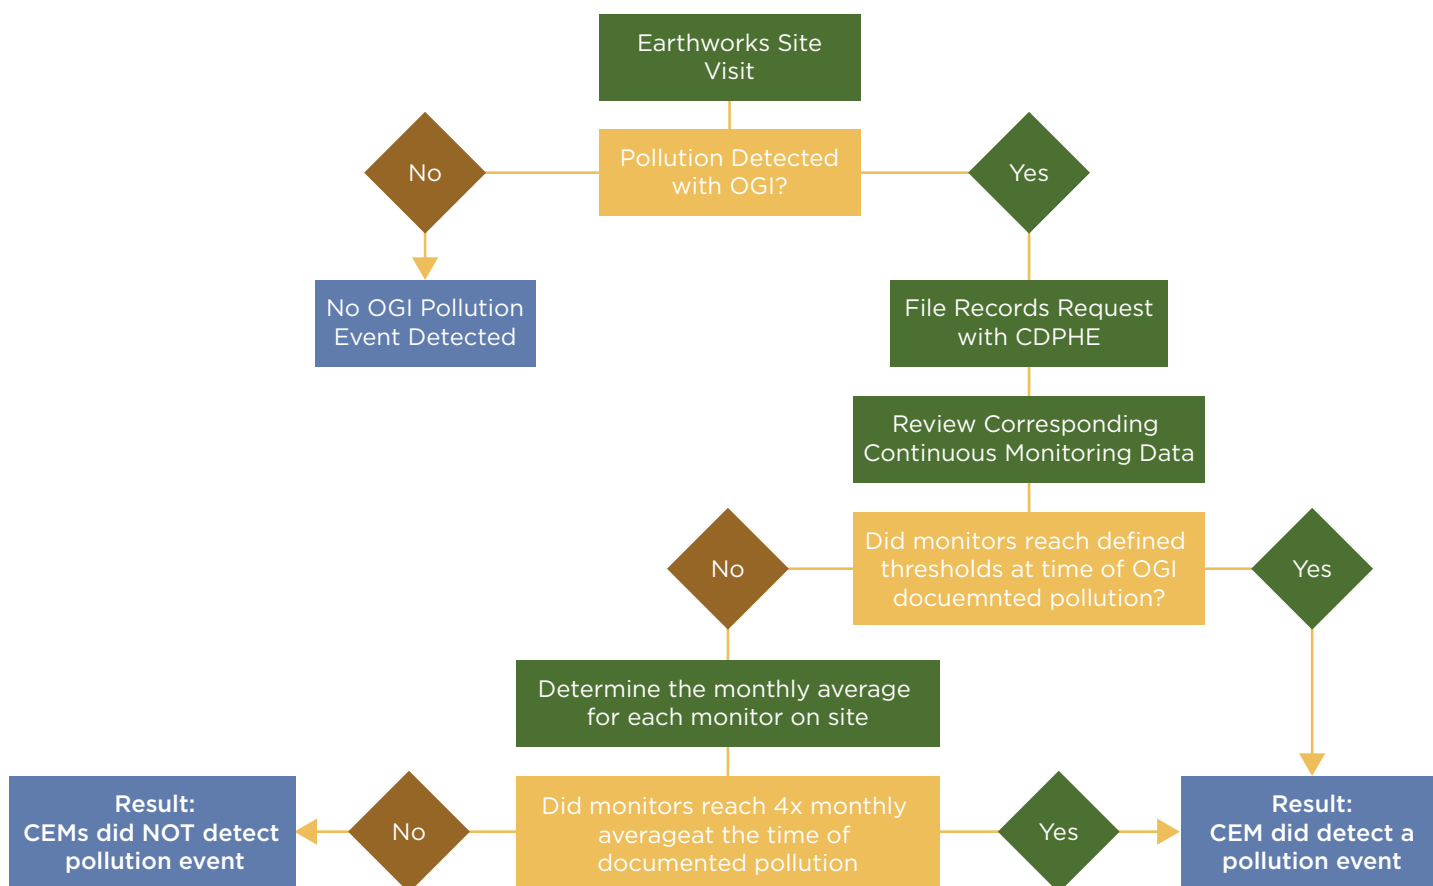 Earthworks Site
Visit
No
Pollution Detected
with OGI?
Yes
No OGI Pollution
Event Detected
File Records Request
with CDPHE
Review Corresponding
Continuous Monitoring Data
No
Did monitors reach defined
thresholds at time of OGI
docuemnted pollution?
Yes
Determine the monthly average
for each monitor on site
Result:
CEMs did NOT detect
pollution event
No
Did monitors reach 4x monthly
averageat the time of
documented pollution
Yes
Result:
CEM did detect a
pollution event